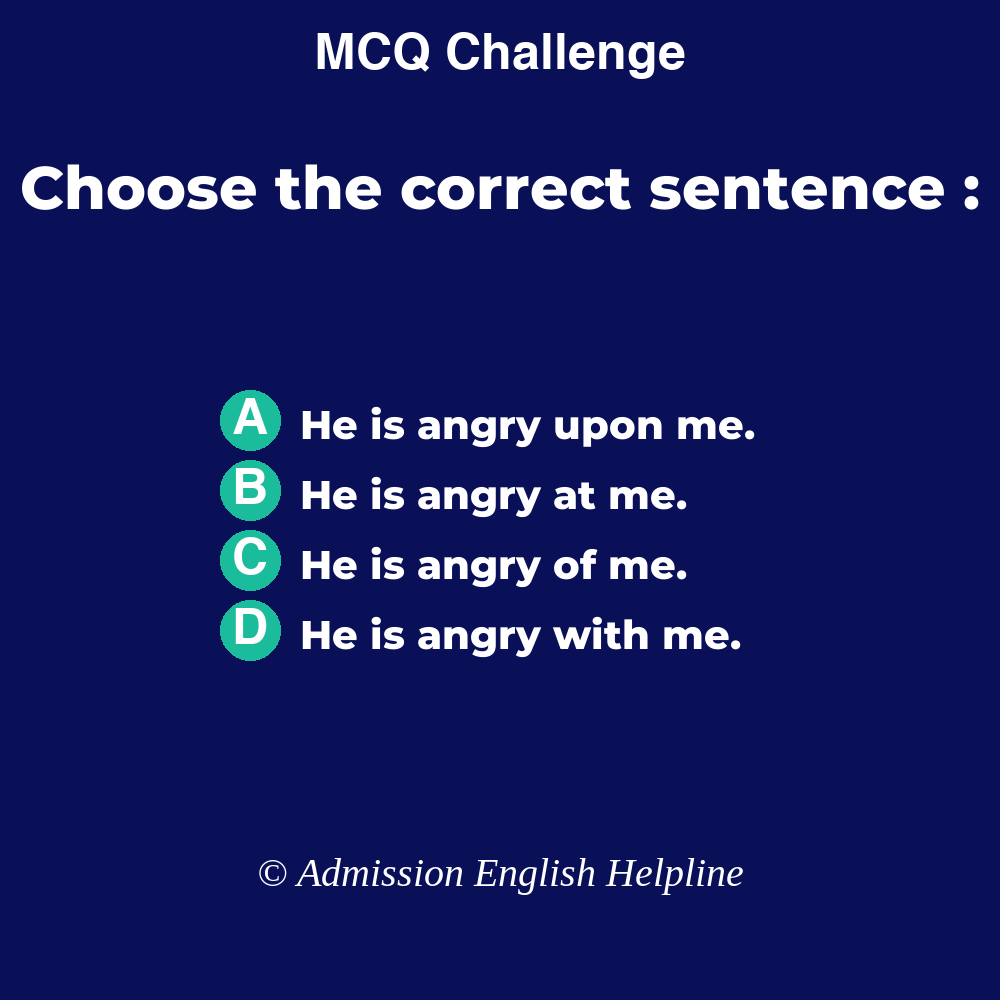 MCQ Challenge
Choose the correct sentence :
A He is angry upon me.
B He is angry at me.
C He is angry of me.
D He is angry with me.
© Admission English Helpline